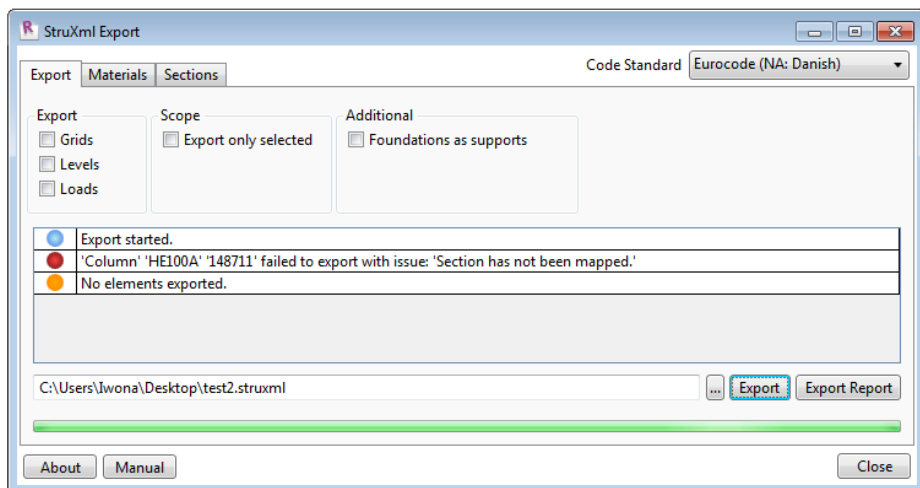 StruXml Export
Code Standard Eurocode (NA: Danish)
Export Materials Sections
Export Scope Additional
Grids Export only selected Foundations as supports
Levels
Loads
Export started.
'Column' 'HE100A' '148711' failed to export with issue: 'Section has not been mapped.'
No elements exported.
C:\Users\Iwona\Desktop\test2.struxml ... Export Export Report
About Manual Close